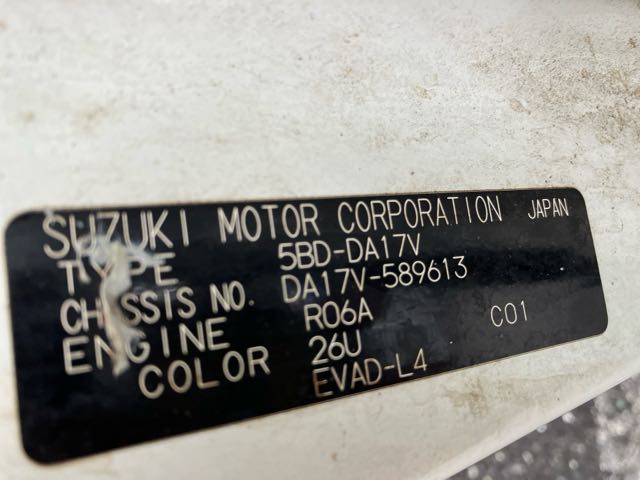 SUZUKI MOTOR CORPORATION JAPAN
TYPE 5BD-DA17V
CHASSIS NO. DA17V-589613
ENGINE R06A C01
COLOR 26U
EVAD-L4